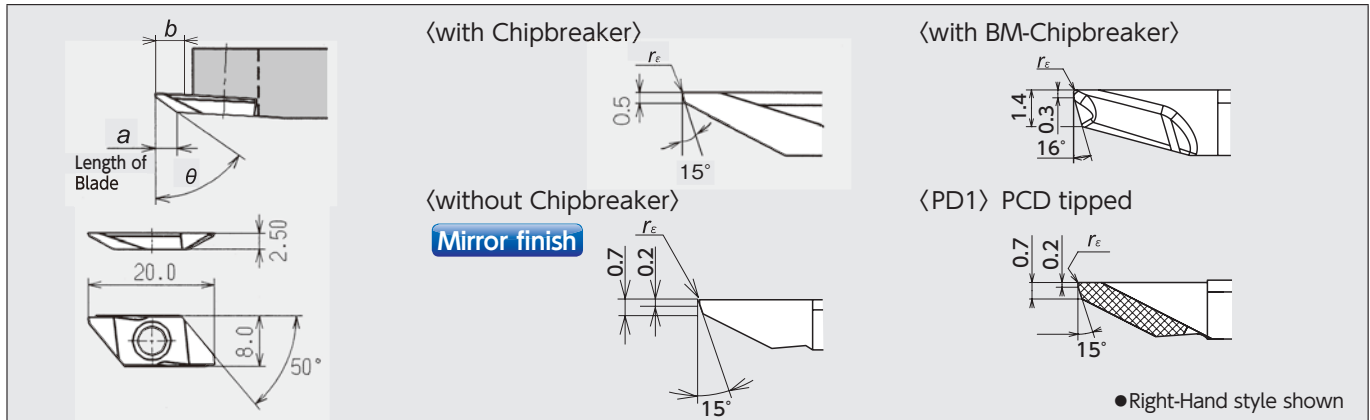 b
a
Length of
Blade
θ
2.50
20.0
8.0
50°
〈with Chipbreaker〉
rε
0.5
15°
〈without Chipbreaker〉
Mirror finish
rε
0.7
0.2
15°
〈with BM-Chipbreaker〉
rε
1.4
0.3
16°
〈PD1〉 PCD tipped
rε
0.7
0.2
15°
●Right-Hand style shown